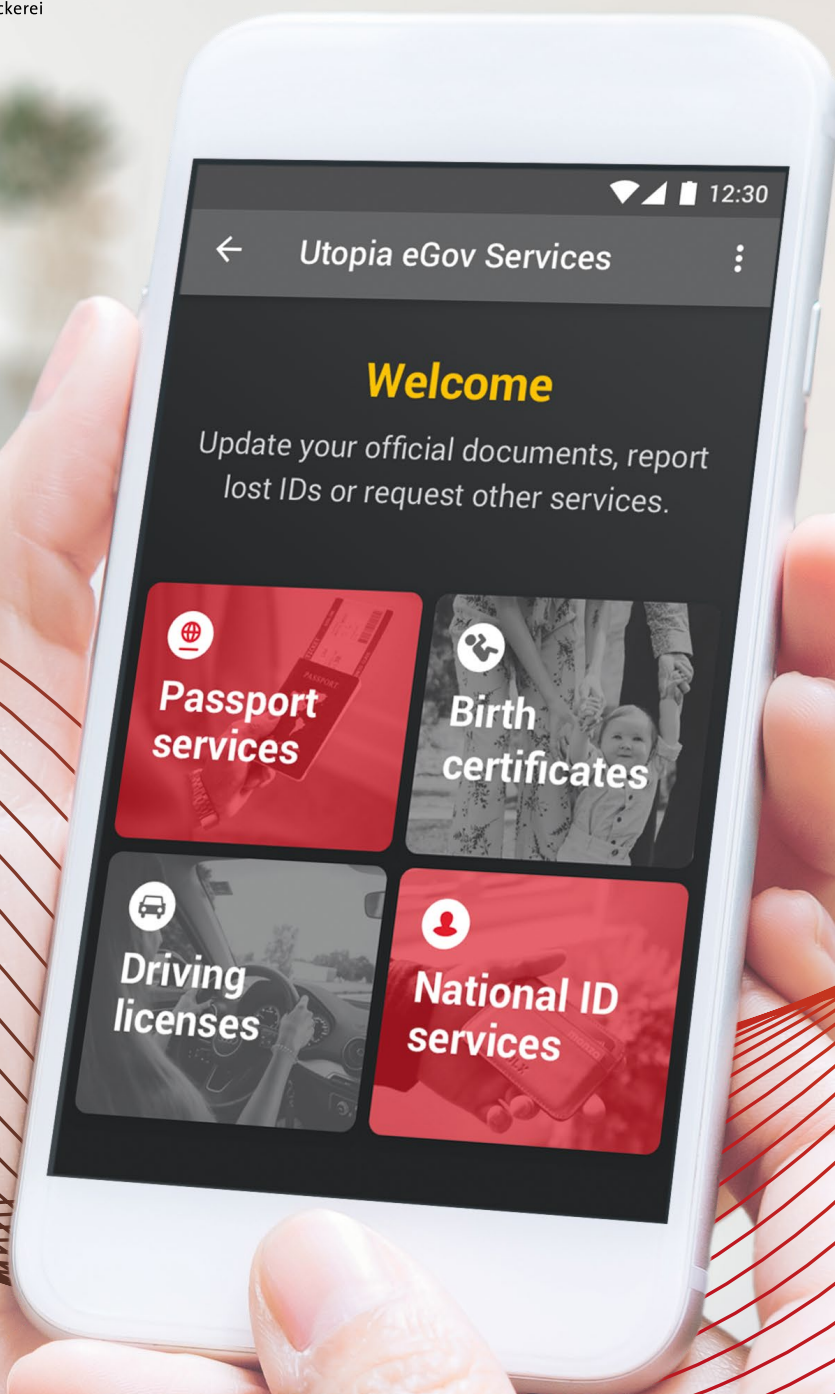 ckerei
12:30
Utopia eGov Services
Welcome
Update your official documents, report
lost IDs or request other services.
PASSPORT
Passport
services
Birth
certificates
Driving
licenses
National ID
services